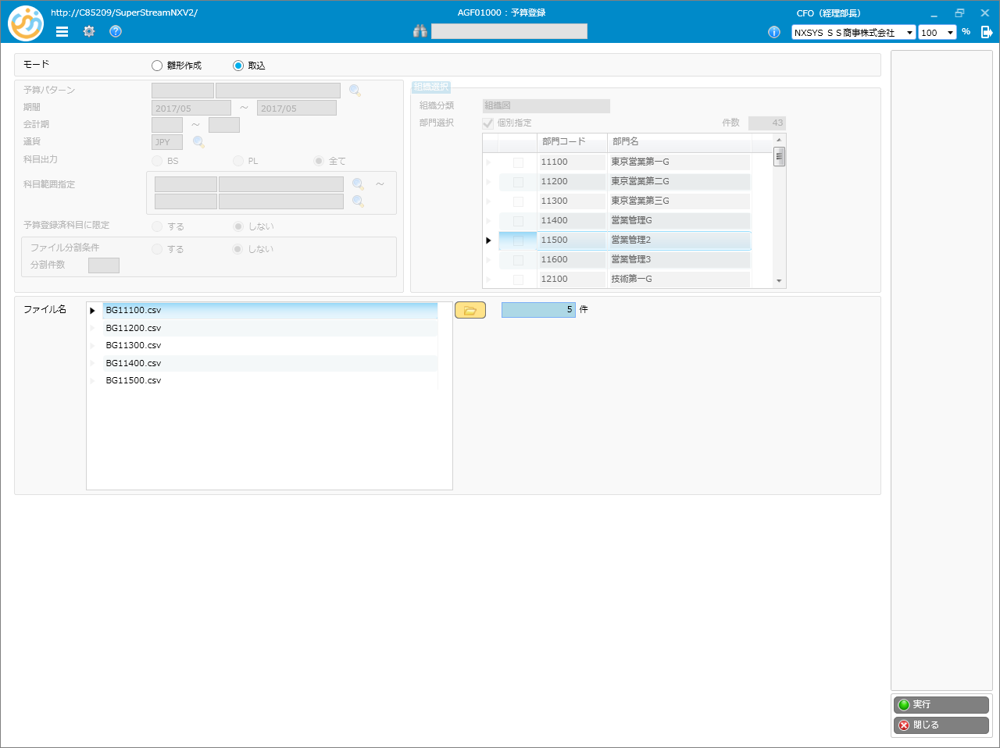 http://C85209/SuperStreamNXV2/
AGF01000：予算登録
CFO（経理部長）
NXSYS ＳＳ商事株式会社
100
%
モード
雛形作成
取込
予算パターン
期間
2017/05
～
2017/05
会計期
～
通貨
JPY
科目出力
BS
PL
全て
科目範囲指定
～
予算登録済科目に限定
する
しない
ファイル分割条件
する
しない
分割件数
組織選択
組織分類
組織図
部門選択
個別指定
件数
43
部門コード
部門名
11100
東京営業第一G
11200
東京営業第二G
11300
東京営業第三G
11400
営業管理G
11500
営業管理2
11600
営業管理3
12100
技術第一G
ファイル名
BG11100.csv
BG11200.csv
BG11300.csv
BG11400.csv
BG11500.csv
5
件
実行
閉じる